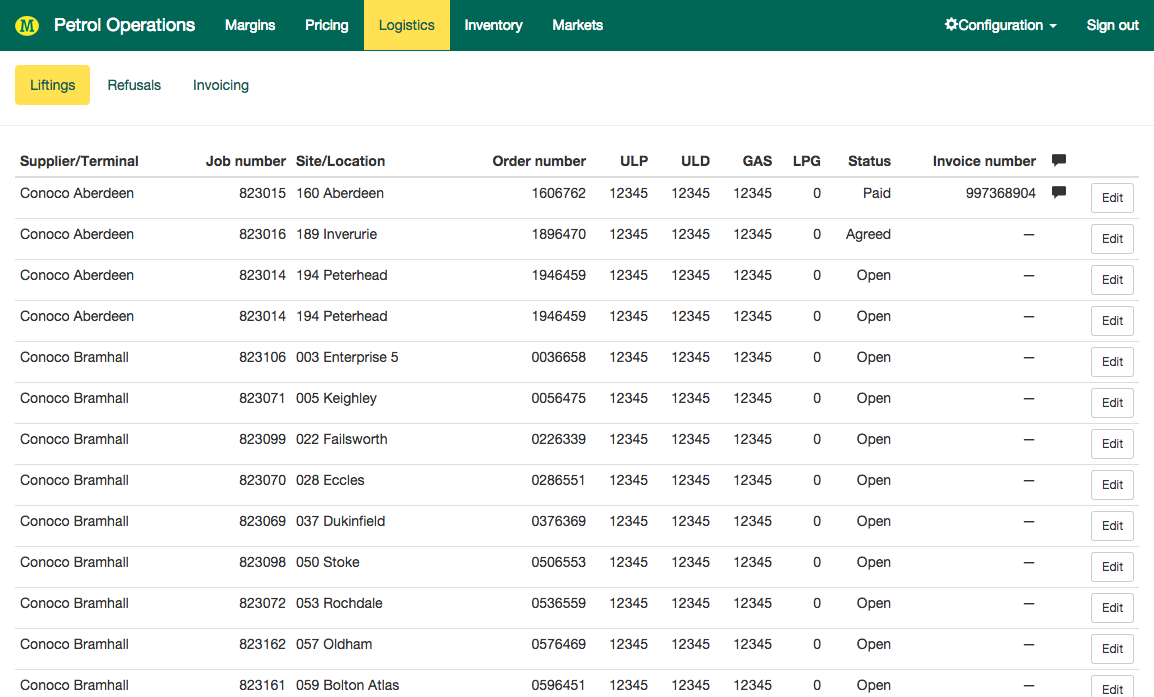 M Petrol Operations Margins Pricing Logistics Inventory Markets Configuration Sign out
Liftings Refusals Invoicing
Supplier/Terminal Job number Site/Location Order number ULP ULD GAS LPG Status Invoice number
Conoco Aberdeen 823015 160 Aberdeen 1606762 12345 12345 12345 0 Paid 997368904 Edit
Conoco Aberdeen 823016 189 Inverurie 1896470 12345 12345 12345 0 Agreed — Edit
Conoco Aberdeen 823014 194 Peterhead 1946459 12345 12345 12345 0 Open — Edit
Conoco Aberdeen 823014 194 Peterhead 1946459 12345 12345 12345 0 Open — Edit
Conoco Bramhall 823106 003 Enterprise 5 0036658 12345 12345 12345 0 Open — Edit
Conoco Bramhall 823071 005 Keighley 0056475 12345 12345 12345 0 Open — Edit
Conoco Bramhall 823099 022 Failsworth 0226339 12345 12345 12345 0 Open — Edit
Conoco Bramhall 823070 028 Eccles 0286551 12345 12345 12345 0 Open — Edit
Conoco Bramhall 823069 037 Dukinfield 0376369 12345 12345 12345 0 Open — Edit
Conoco Bramhall 823098 050 Stoke 0506553 12345 12345 12345 0 Open — Edit
Conoco Bramhall 823072 053 Rochdale 0536559 12345 12345 12345 0 Open — Edit
Conoco Bramhall 823162 057 Oldham 0576469 12345 12345 12345 0 Open — Edit
Conoco Bramhall 823161 059 Bolton Atlas 0596451 12345 12345 12345 0 Open — Edit